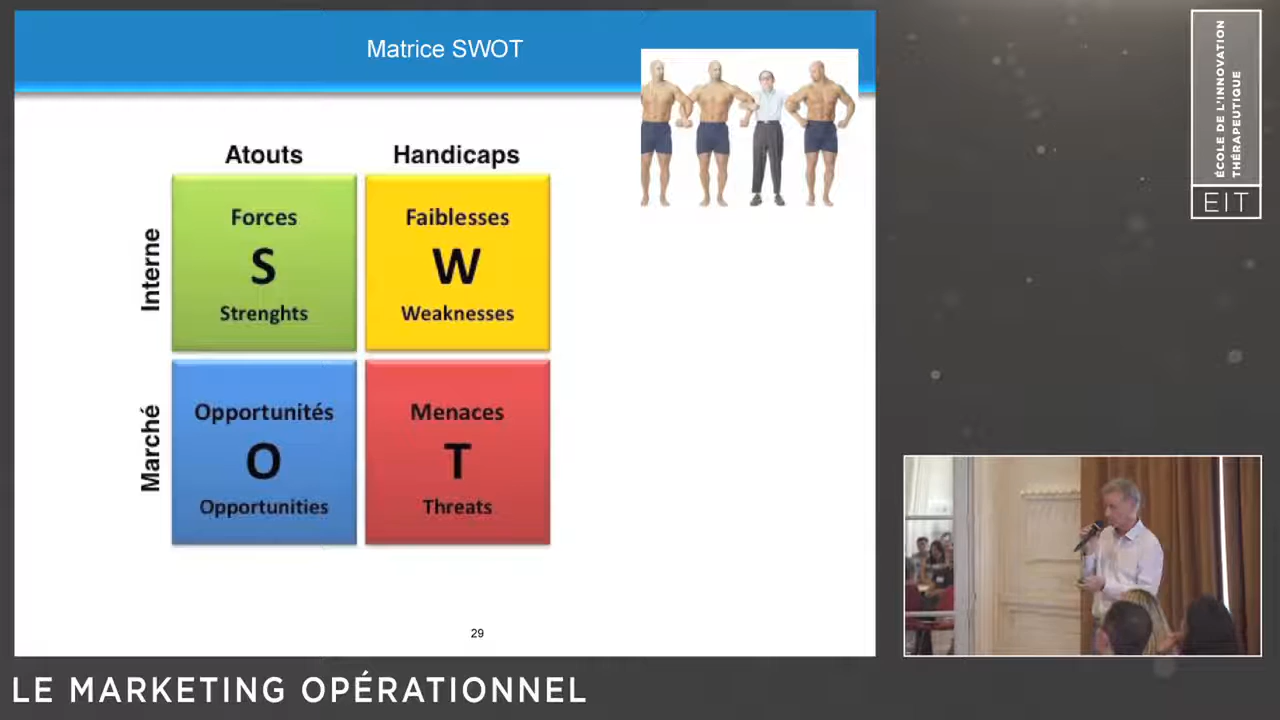 Matrice SWOT
Atouts
Handicaps
Interne
Forces
S
Strenghts
Faiblesses
W
Weaknesses
Marché
Opportunités
O
Opportunities
Menaces
T
Threats
29
ÉCOLE DE L'INNOVATION
THÉRAPEUTIQUE
EIT
LE MARKETING OPÉRATIONNEL